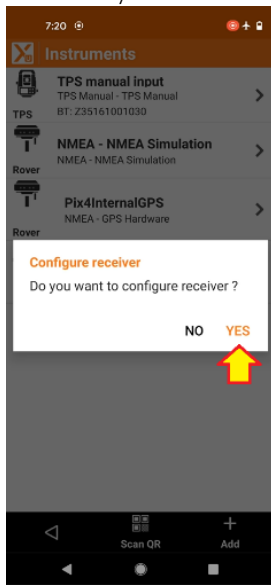 7:20
Instruments
TPS manual input
TPS Manual - TPS Manual
BT: Z35161001030
TPS
NMEA - NMEA Simulation
NMEA - NMEA Simulation
Rover
Pix4InternalGPS
NMEA - GPS Hardware
Rover
Configure receiver
Do you want to configure receiver ?
NO YES
Scan QR Add